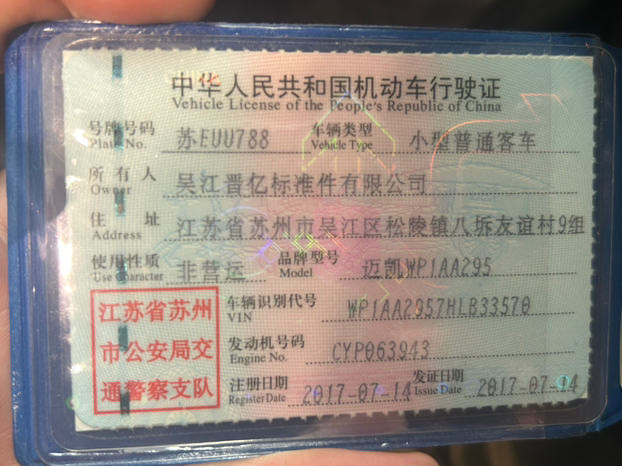 中华人民共和国机动车行驶证
Vehicle License of the People's Republic of China
号牌号码 苏EUU788 车辆类型 小型普通客车
Plate No. Vehicle Type
所有人 吴江晋亿标准件有限公司
Owner
住址 江苏省苏州市吴江区松陵镇八坼友谊村9组
Address
使用性质 非营运 品牌型号 迈凯WP1AA295
Use Character Model
江苏省苏州
市公安局交
通警察支队
车辆识别代号 WP1AA2957HLB33570
VIN
发动机号码 CYP063943
Engine No.
注册日期 2017-07-14 发证日期 2017-07-14
Register Date Issue Date